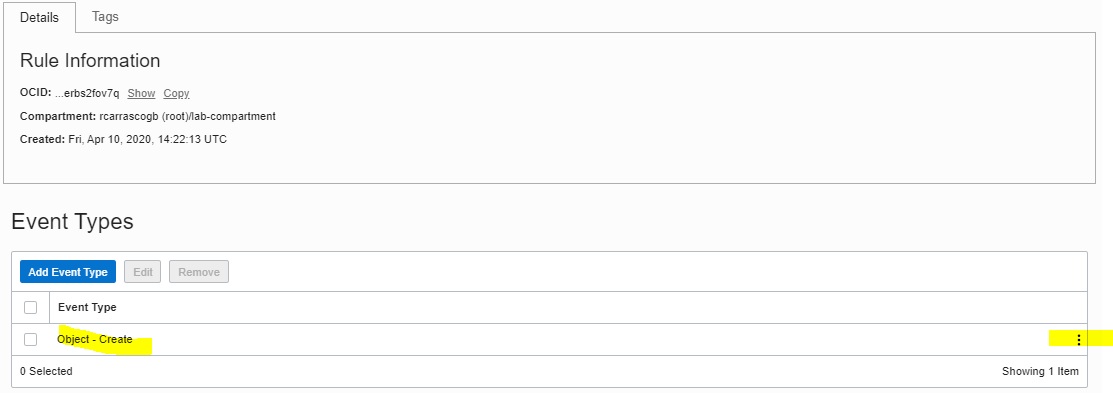 Details Tags
Rule Information
OCID: ...erbs2fov7q Show Copy
Compartment: rcarrascogb (root)/lab-compartment
Created: Fri, Apr 10, 2020, 14:22:13 UTC
Event Types
Add Event Type Edit Remove
Event Type
Object - Create
0 Selected Showing 1 Item